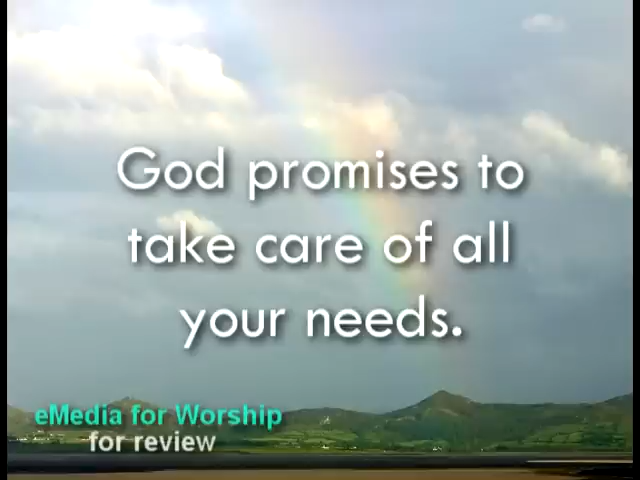 God promises to
take care of all
your needs.
eMedia for Worship
for review